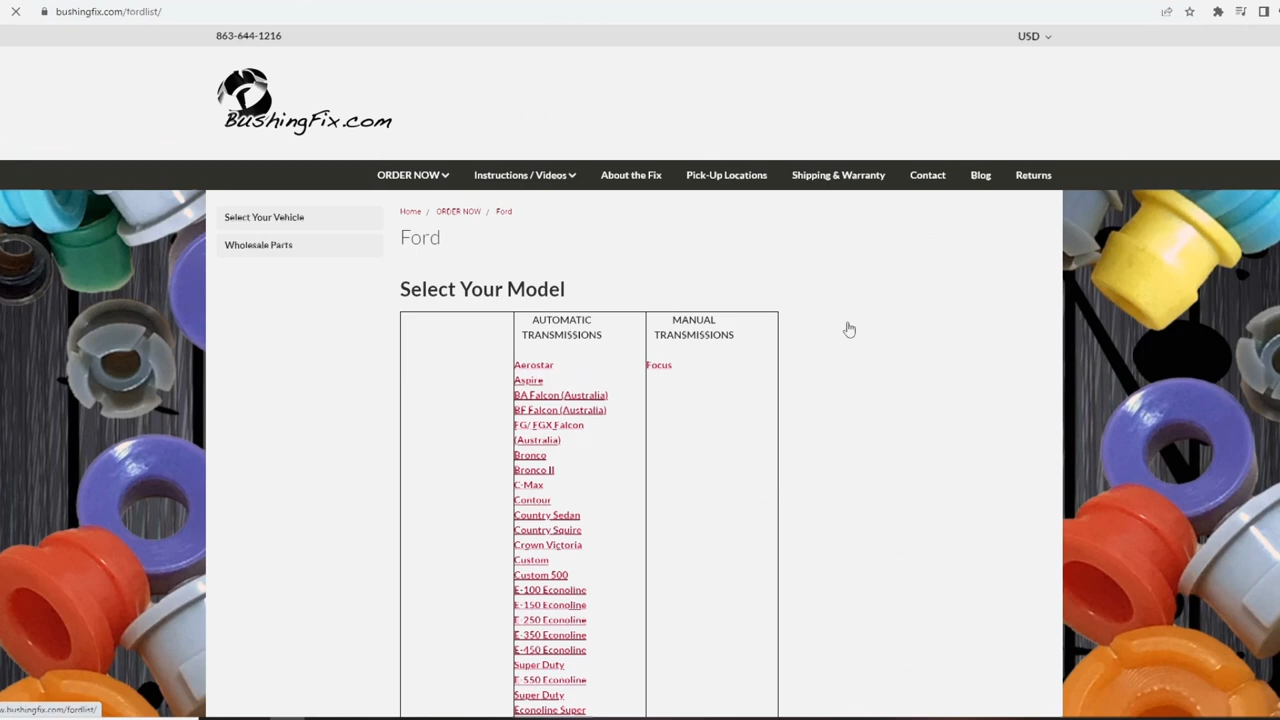 bushingfix.com/fordlist/
863-644-1216
USD
BushingFix.com
ORDER NOW
Instructions / Videos
About the Fix
Pick-Up Locations
Shipping & Warranty
Contact
Blog
Returns
Select Your Vehicle
Wholesale Parts
Home / ORDER NOW / Ford
Ford
Select Your Model
AUTOMATIC
TRANSMISSIONS
Aerostar
Aspire
BA Falcon (Australia)
BF Falcon (Australia)
FG/ FGX Falcon
(Australia)
Bronco
Bronco II
C-Max
Contour
Country Sedan
Country Squire
Crown Victoria
Custom
Custom 500
E-100 Econoline
E-150 Econoline
E-250 Econoline
E-350 Econoline
E-450 Econoline
Super Duty
E-550 Econoline
Super Duty
Econoline Super
MANUAL
TRANSMISSIONS
Focus
w.bushingfix.com/fordlist/